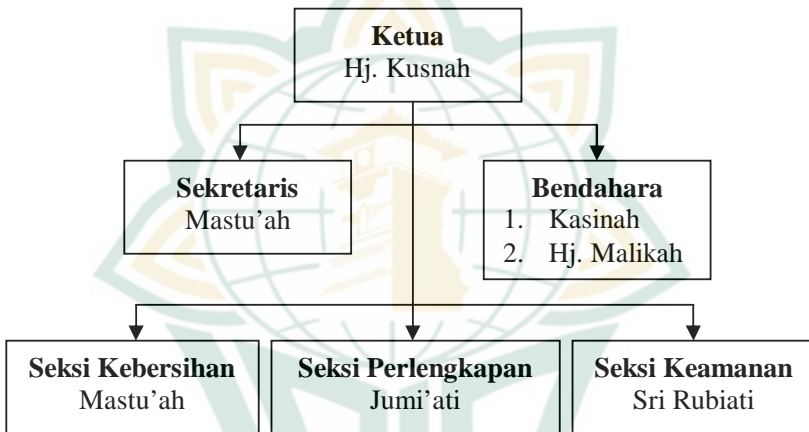 Ketua
Hj. Kusnah
Sekretaris
Mastu'ah
Bendahara
1. Kasinah
2. Hj. Malikah
Seksi Kebersihan
Mastu'ah
Seksi Perlengkapan
Jumi'ati
Seksi Keamanan
Sri Rubiati